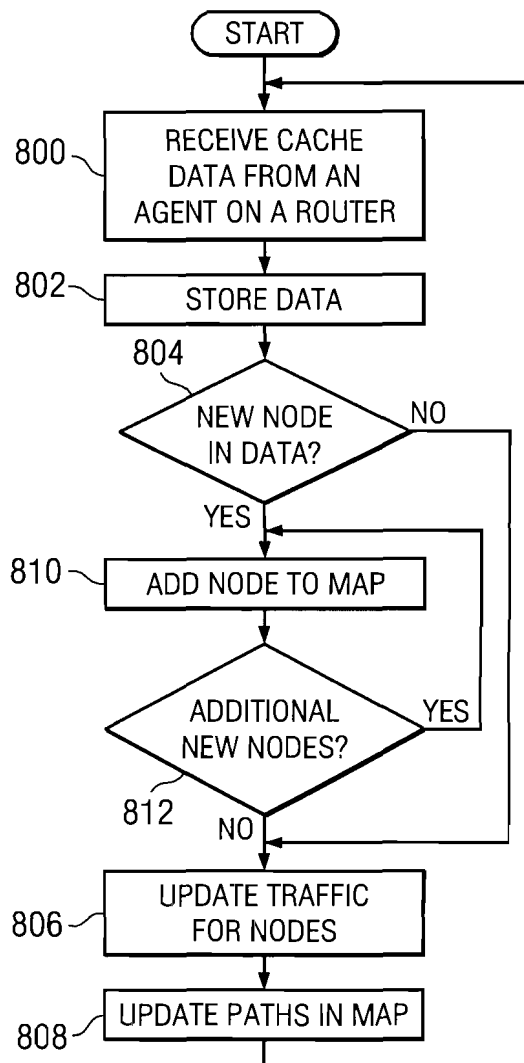 START
800
RECEIVE CACHE
DATA FROM AN
AGENT ON A ROUTER
802
STORE DATA
804
NEW NODE
IN DATA?
NO
YES
810
ADD NODE TO MAP
ADDITIONAL
NEW NODES?
YES
812
NO
806
UPDATE TRAFFIC
FOR NODES
808
UPDATE PATHS IN MAP